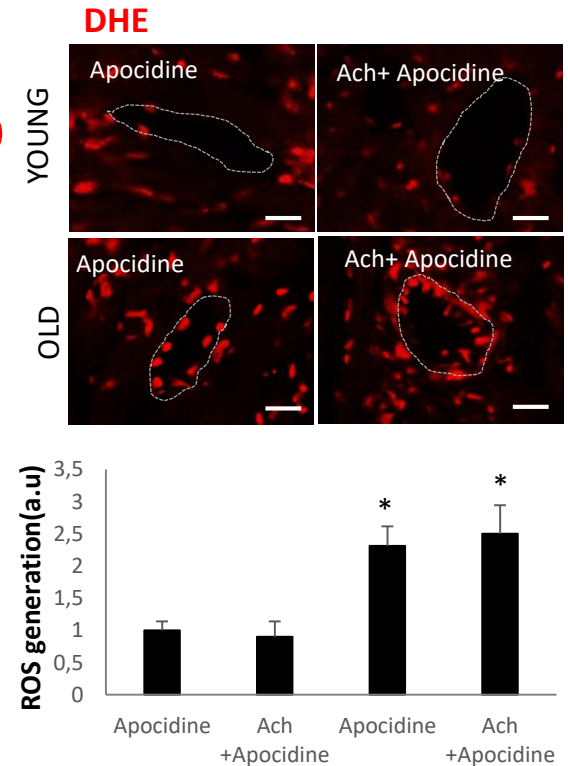 DHE
YOUNG
Apocidine
Ach+ Apocidine
)
OLD
Apocidine
Ach+ Apocidine
ROS generation(a.u)
3,5
3
2,5
2
1,5
1
0,5
0
*
*
Apocidine
Ach
+Apocidine
Apocidine
Ach
+Apocidine